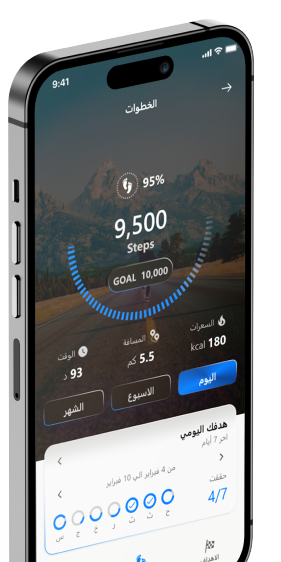 9:41
الخطوات
95%
9,500
Steps
GOAL 10,000
السعرات
180 kcal
المسافة
5.5 كم
الوقت
93 د
اليوم
الاسبوع
الشهر
هدفك اليومي
اخر 7 أيام
من 4 فبراير الي 10 فبراير
حققت
4/7
ح ث ث ر خ ج س
الاهداف